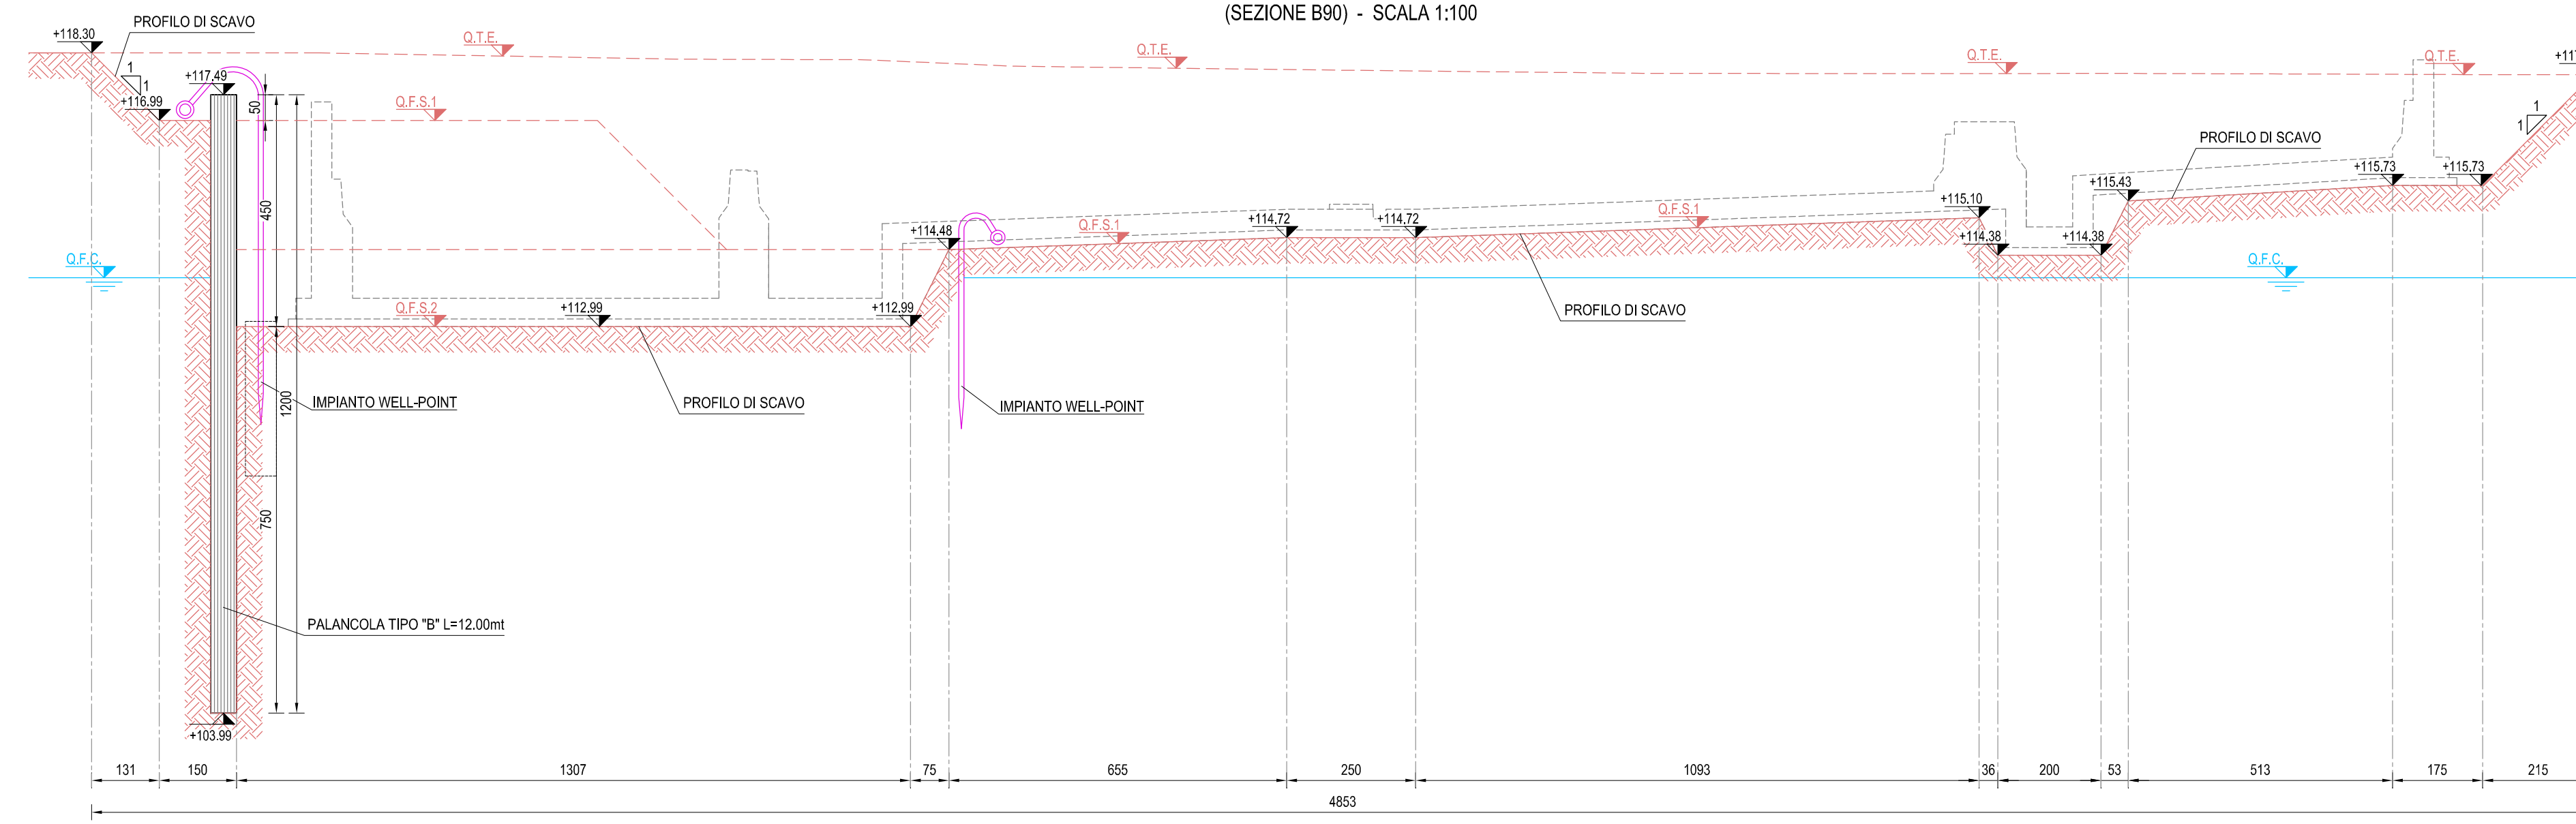 (SEZIONE B90) - SCALA 1:100
PROFILO DI SCAVO
+118.30
Q.T.E.
Q.T.E.
Q.T.E.
Q.T.E.
1
1
+117.49
+116.99
50
Q.F.S.1
1
1
PROFILO DI SCAVO
+115.73
+115.73
+115.43
+115.10
450
Q.F.S.1
+114.72
+114.72
Q.F.S.1
+114.48
+114.38
+114.38
Q.F.C.
Q.F.C.
Q.F.S.2
+112.99
+112.99
PROFILO DI SCAVO
IMPIANTO WELL-POINT
1200
PROFILO DI SCAVO
IMPIANTO WELL-POINT
750
PALANCOLA TIPO "B" L=12.00mt
+103.99
131
150
1307
75
655
250
1093
36
200
53
513
175
215
4853